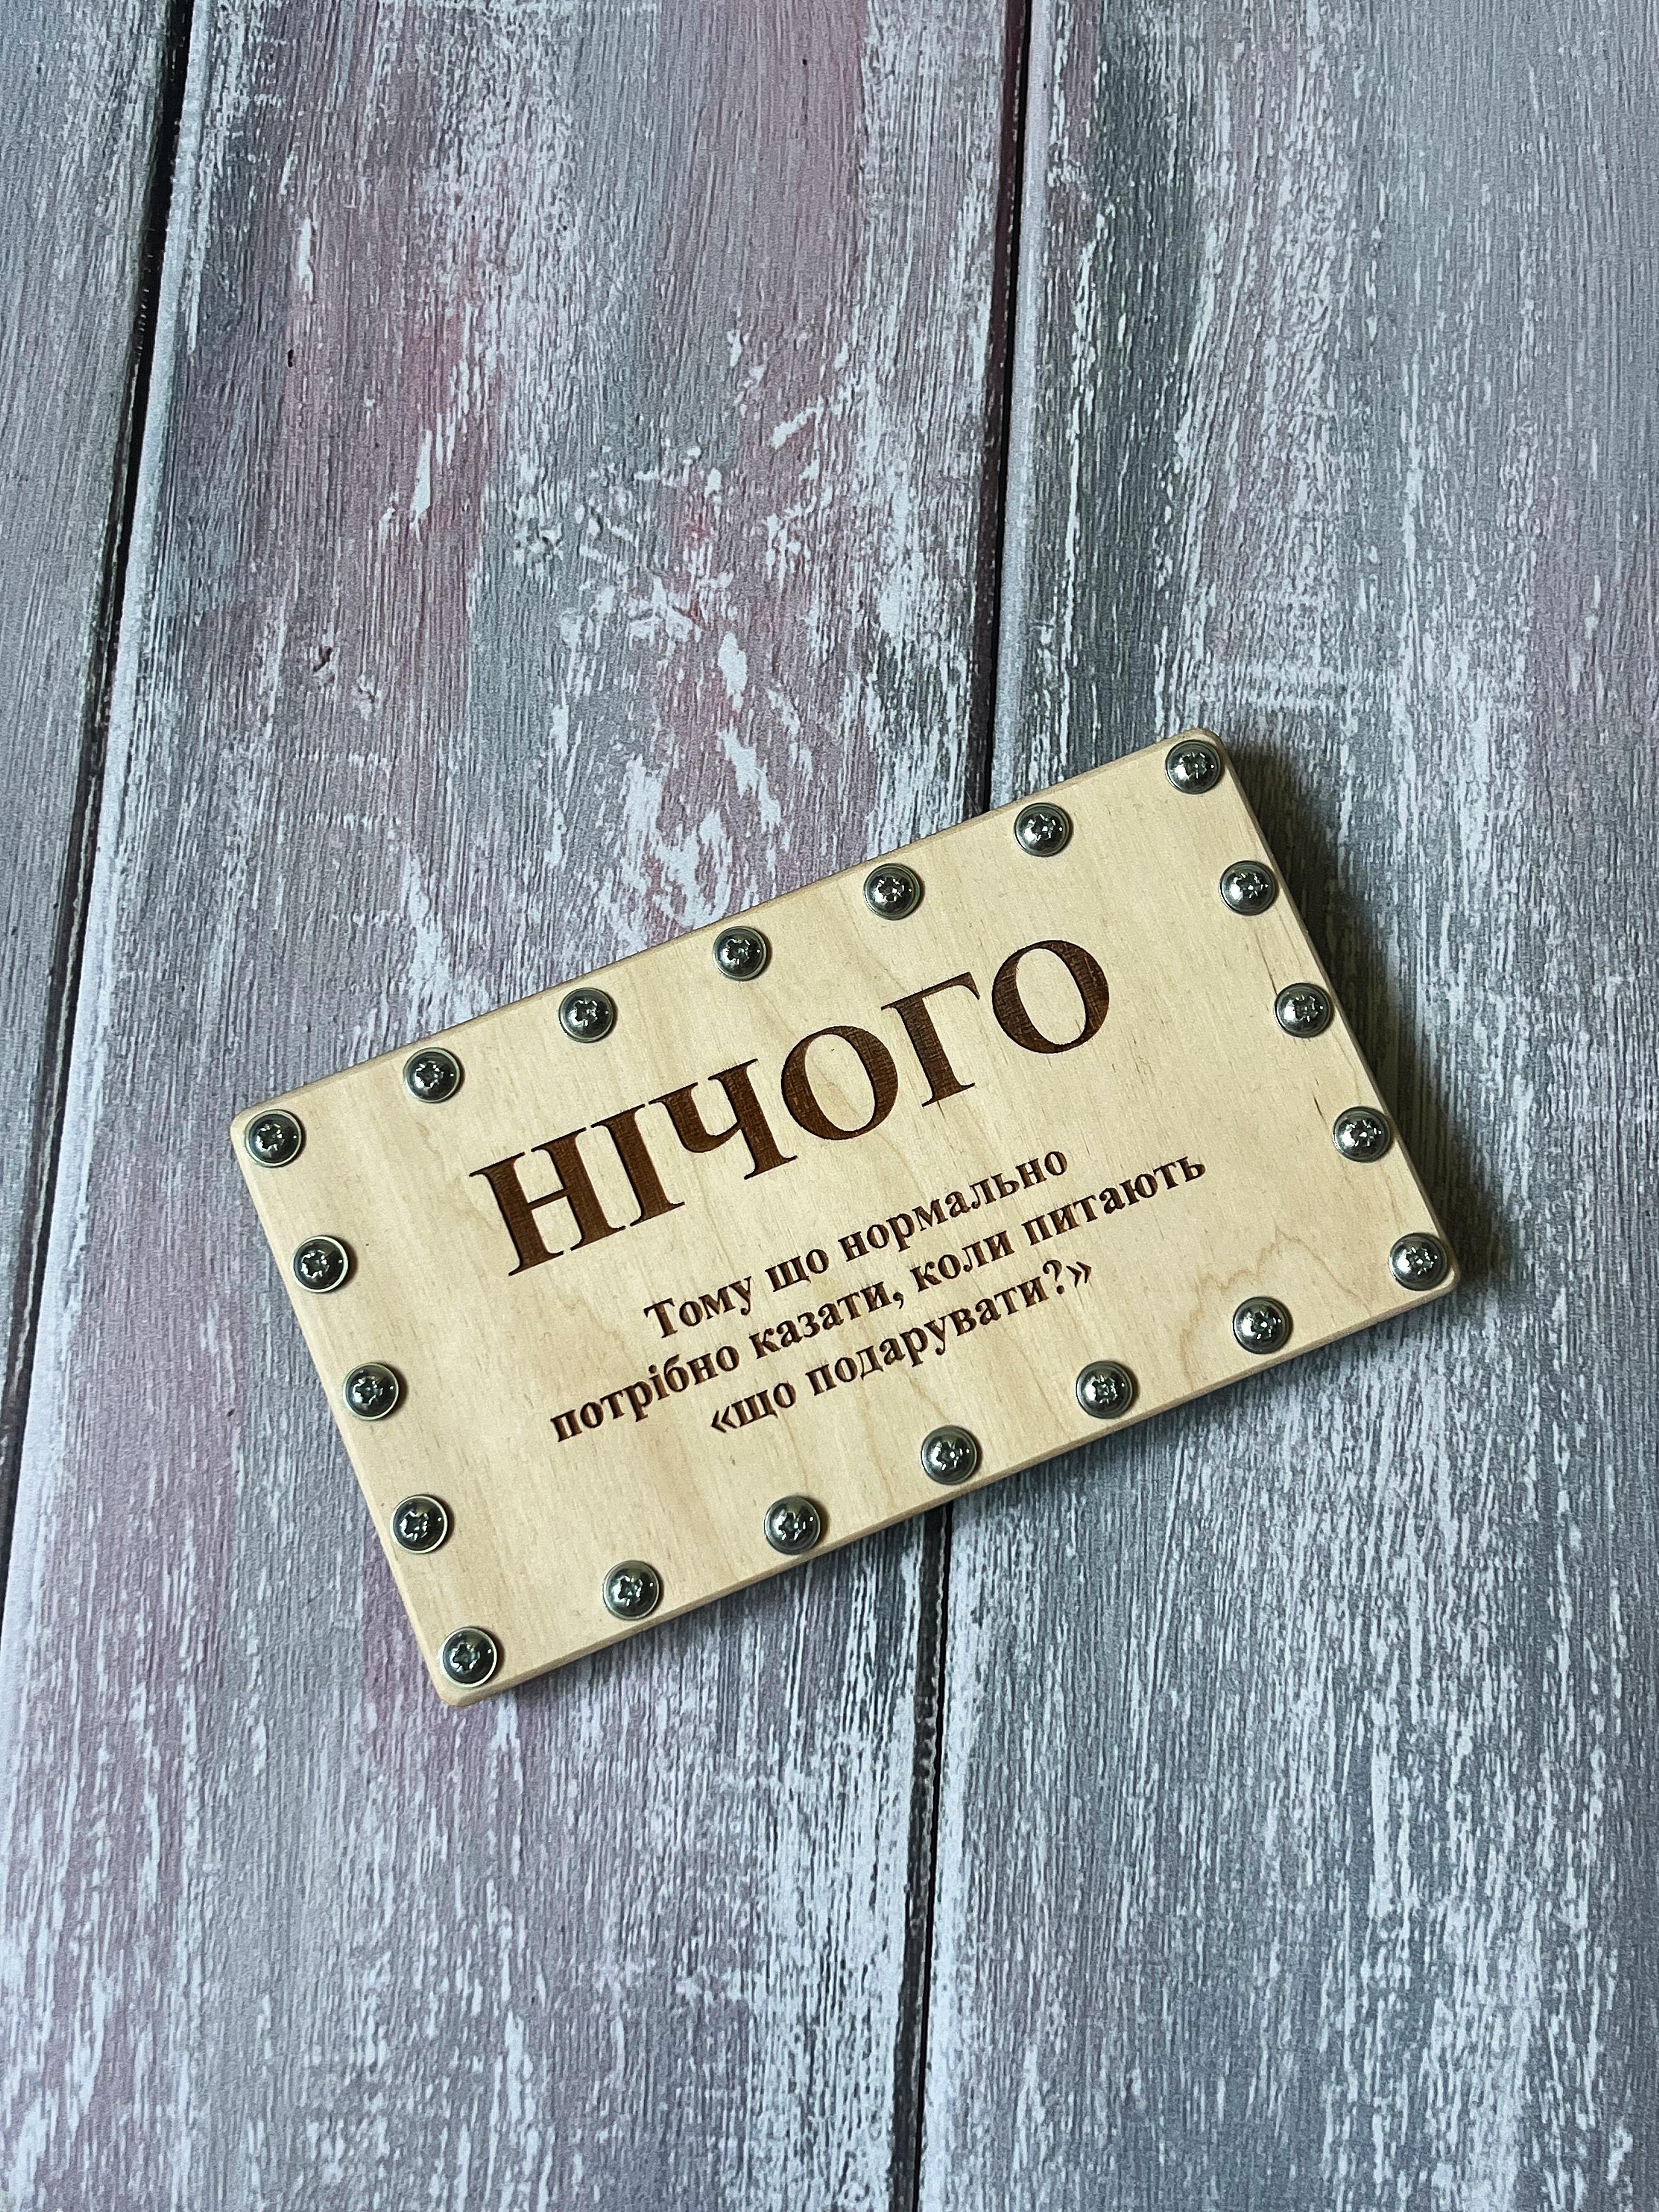 НІЧОГО
Тому що нормально
потрібно казати, коли питають
«що подарувати?»